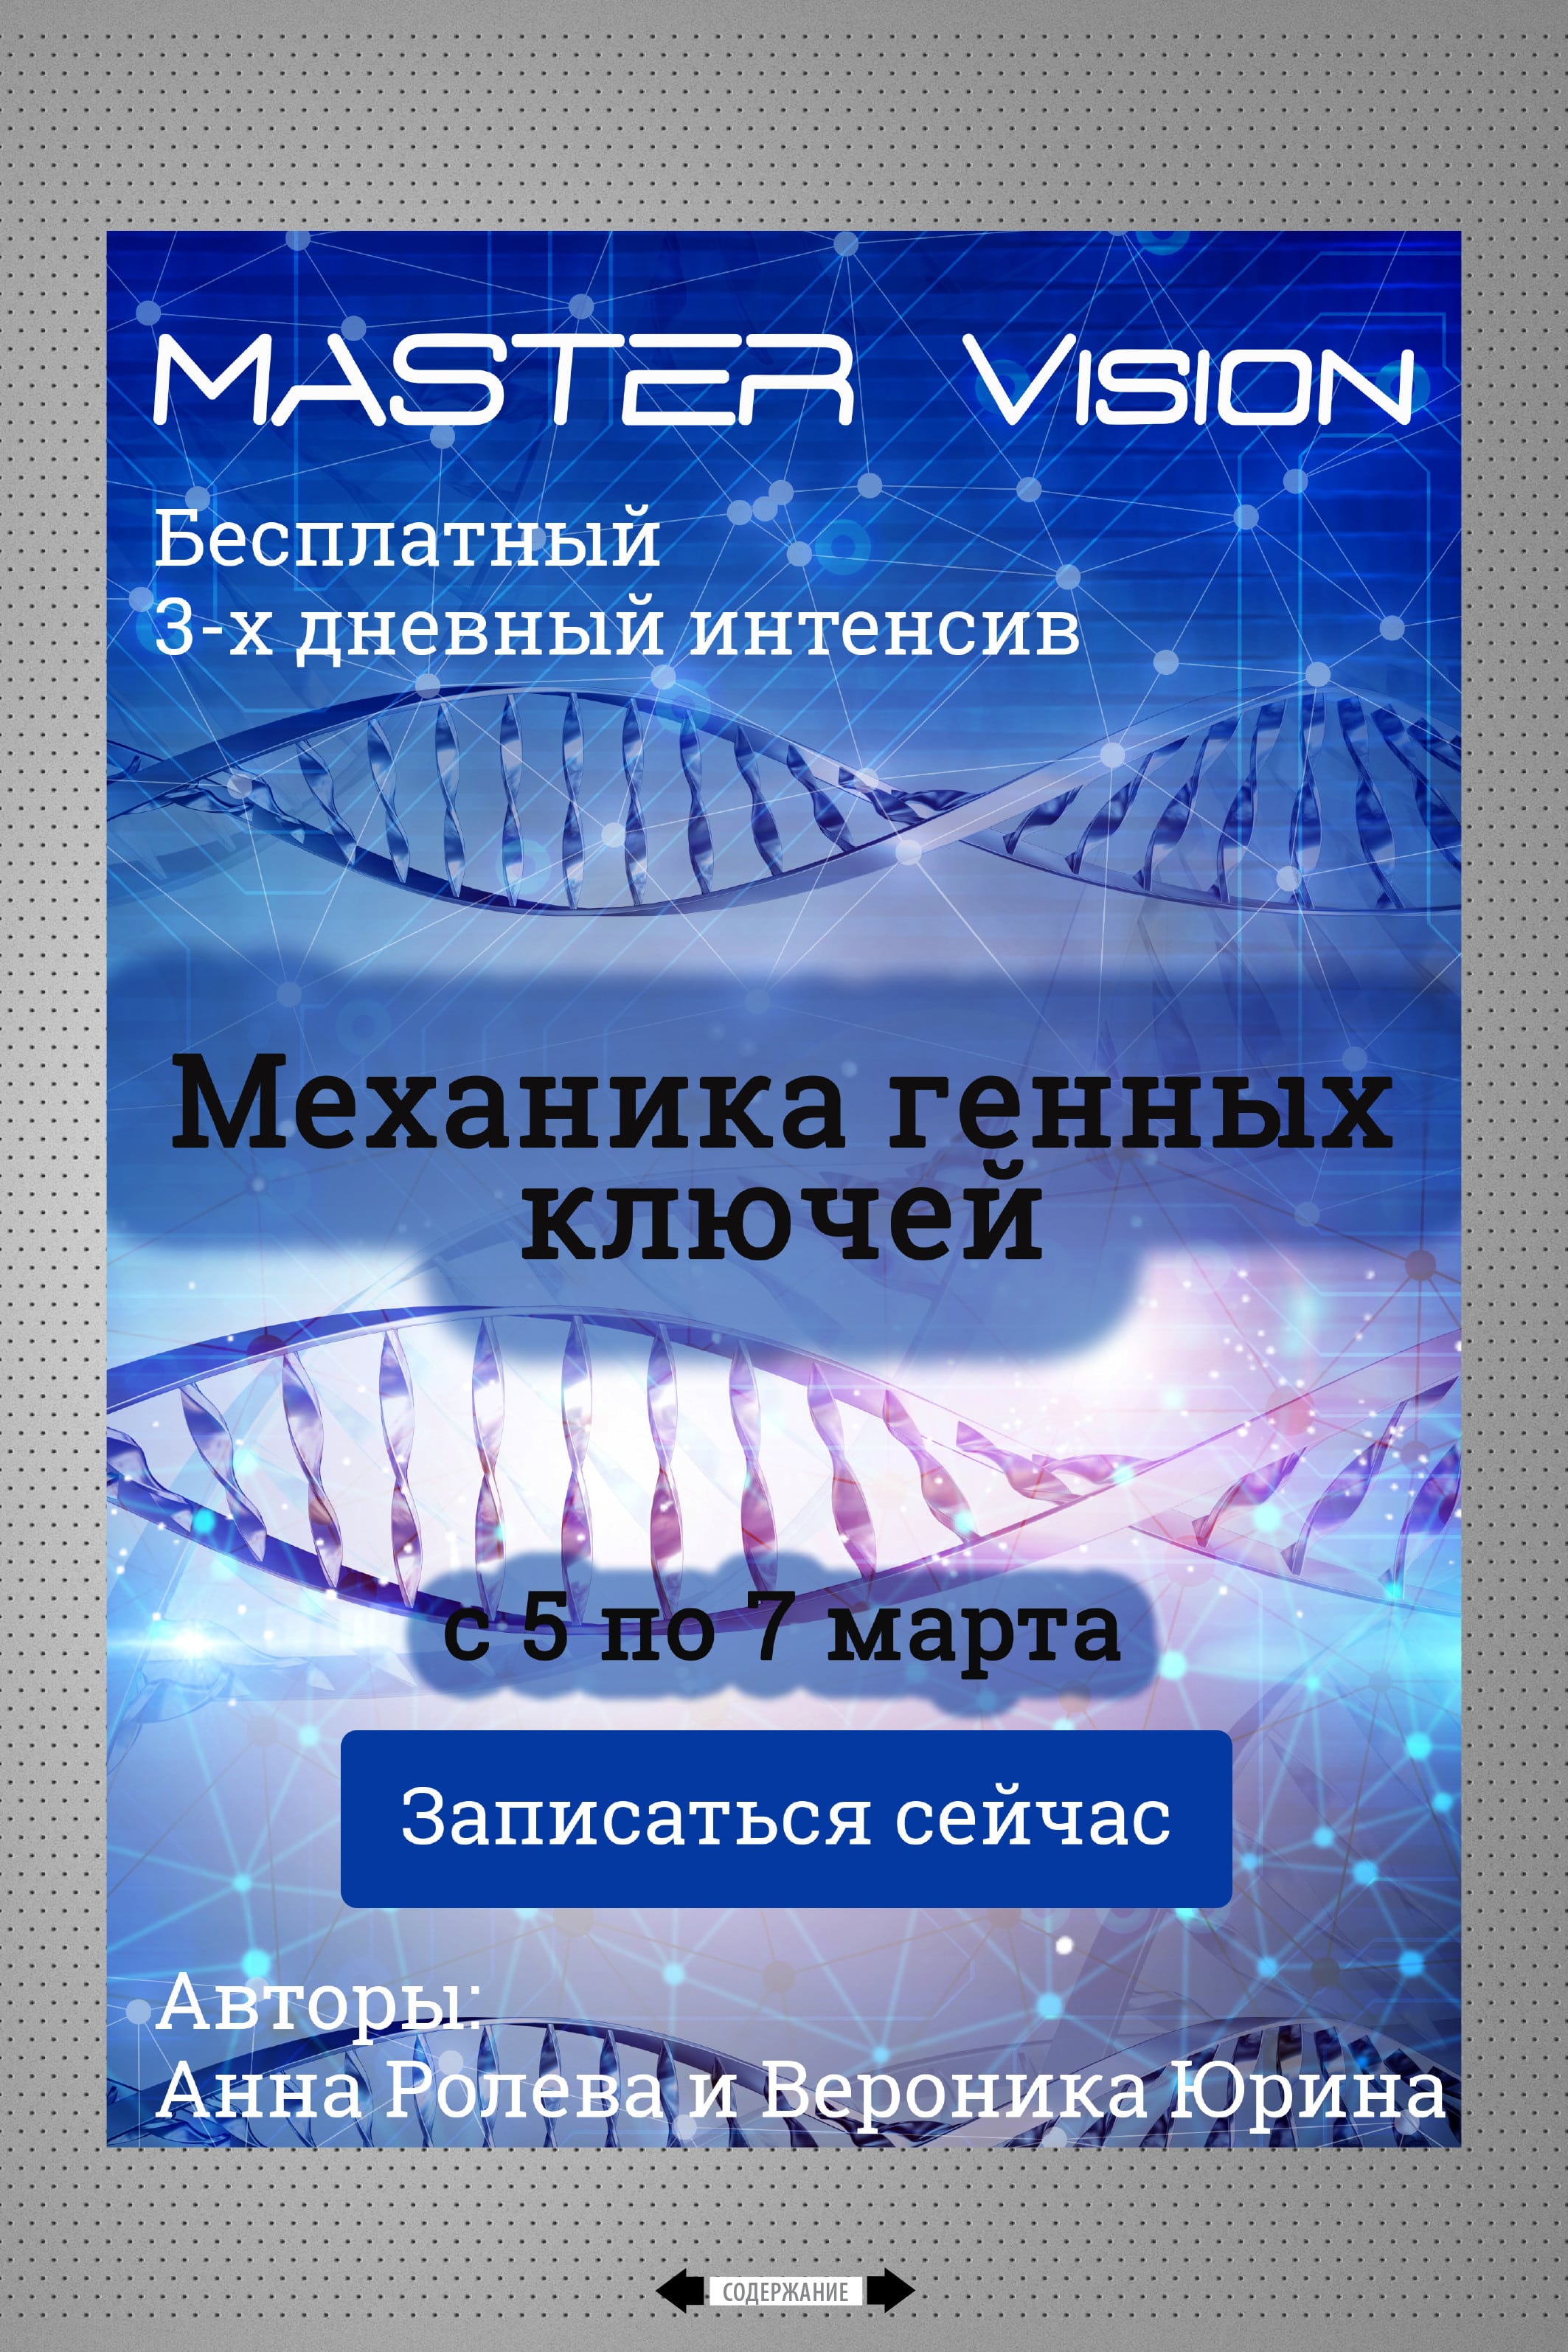 MASTER VISION
Бесплатный
3-х дневный интенсив
Механика генных
ключей
с 5 по 7 марта
Записаться сейчас
Авторы:
Анна Ролева и Вероника Юрина
СОДЕРЖАНИЕ